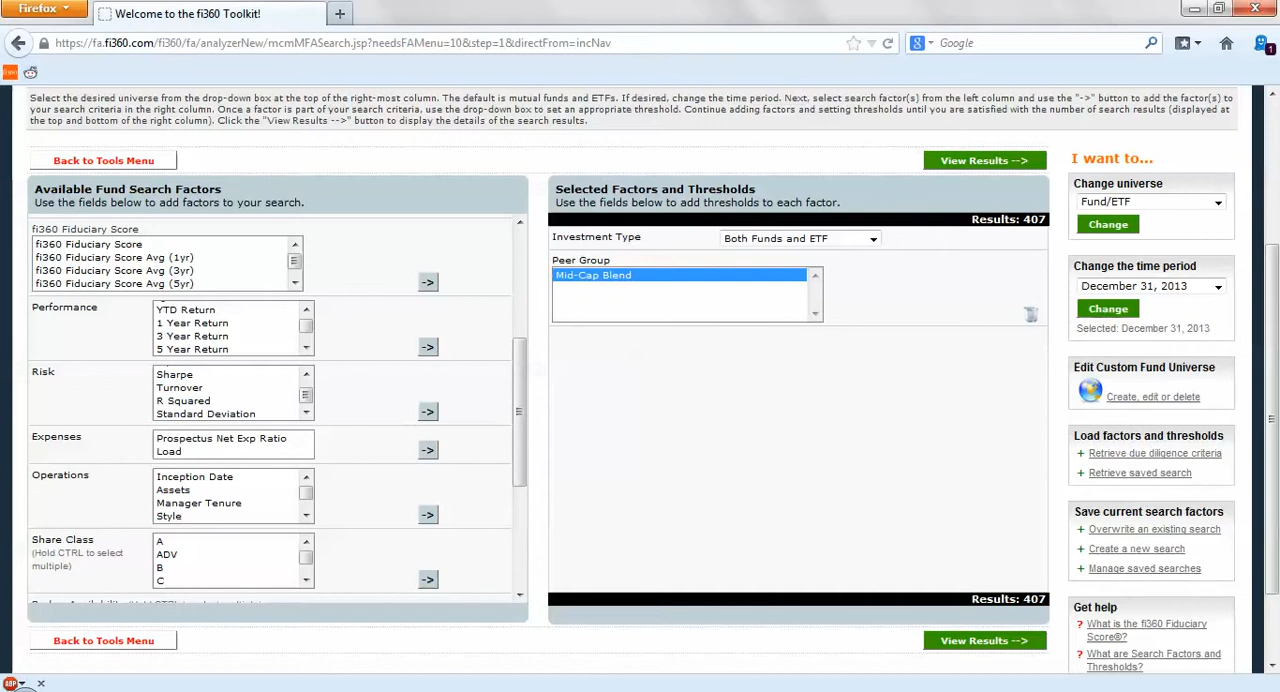 Firefox
Welcome to the fi360 Toolkit!
https://fa.fi360.com/fi360/fa/analyzerNew/mcmMFASearch.jsp?needsFAMenu=10&step=1&directFrom=incNav
Google
1
Select the desired universe from the drop-down box at the top of the right-most column. The default is mutual funds and ETFs. If desired, change the time period. Next, select search factor(s) from the left column and use the "->" button to add the factor(s) to
your search criteria in the right column. Once a factor is part of your search criteria, use the drop-down box to set an appropriate threshold. Continue adding factors and setting thresholds until you are satisfied with the number of search results (displayed at
the top and bottom of the right column). Click the "View Results -->" button to display the details of the search results.
Back to Tools Menu
View Results -->
Available Fund Search Factors
Use the fields below to add factors to your search.
fi360 Fiduciary Score
fi360 Fiduciary Score
fi360 Fiduciary Score Avg (1yr)
fi360 Fiduciary Score Avg (3yr)
fi360 Fiduciary Score Avg (5yr)
->
Performance
YTD Return
1 Year Return
3 Year Return
5 Year Return
->
Risk
Sharpe
Turnover
R Squared
Standard Deviation
->
Expenses
Prospectus Net Exp Ratio
Load
->
Operations
Inception Date
Assets
Manager Tenure
Style
->
Share Class
(Hold CTRL to select
multiple)
A
ADV
B
C
->
Back to Tools Menu
Selected Factors and Thresholds
Use the fields below to add thresholds to each factor.
Results: 407
Investment Type
Both Funds and ETF
Peer Group
Mid-Cap Blend
Results: 407
View Results -->
I want to...
Change universe
Fund/ETF
Change
Change the time period
December 31, 2013
Change
Selected: December 31, 2013
Edit Custom Fund Universe
Create, edit or delete
Load factors and thresholds
+ Retrieve due diligence criteria
+ Retrieve saved search
Save current search factors
+ Overwrite an existing search
+ Create a new search
+ Manage saved searches
Get help
? What is the fi360 Fiduciary
Score®?
? What are Search Factors and
Thresholds?
ABP